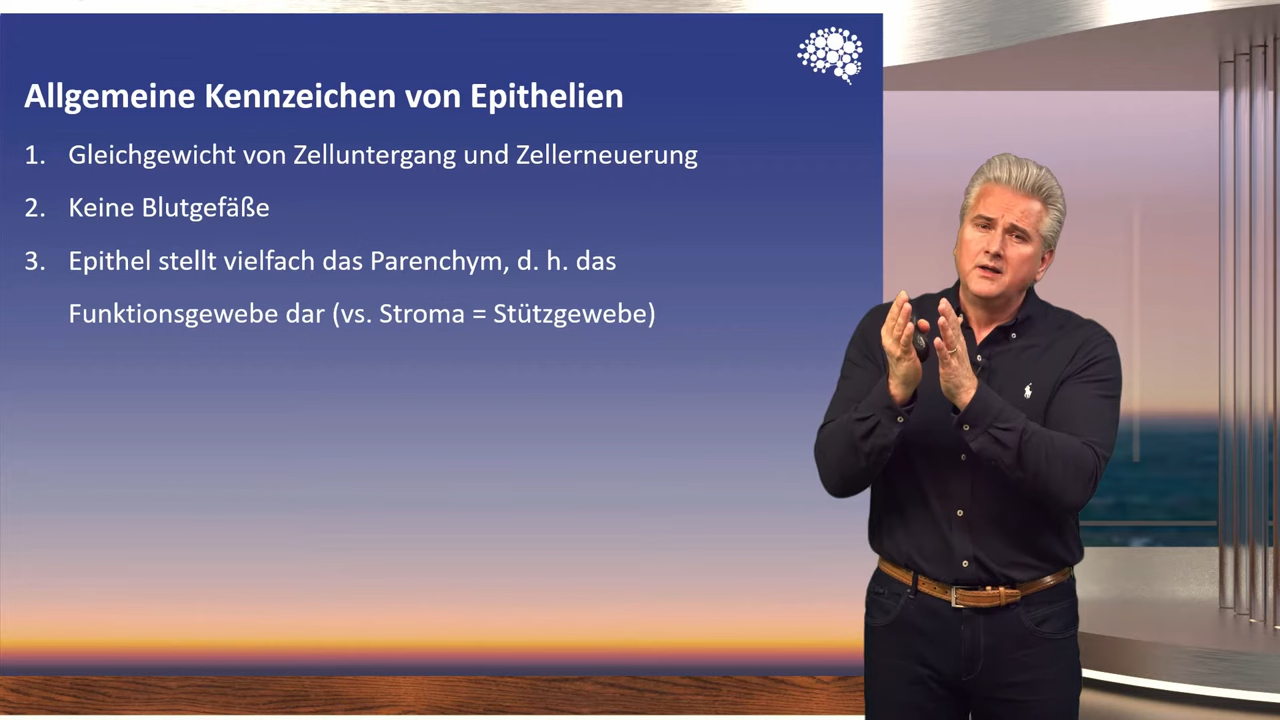 Allgemeine Kennzeichen von Epithelien
1. Gleichgewicht von Zelluntergang und Zellerneuerung
2. Keine Blutgefäße
3. Epithel stellt vielfach das Parenchym, d. h. das
Funktionsgewebe dar (vs. Stroma = Stützgewebe)